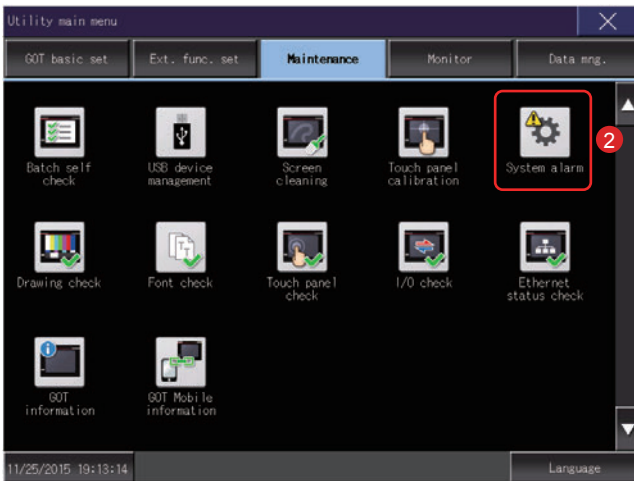 Utility main menu
GOT basic set
Ext. func. set
Maintenance
Monitor
Data mng.
Batch self
check
USB device
management
Screen
cleaning
Touch panel
calibration
System alarm
2
Drawing check
Font check
Touch panel
check
I/O check
Ethernet
status check
GOT
information
GOT Mobile
information
11/25/2015 19:13:14
Language